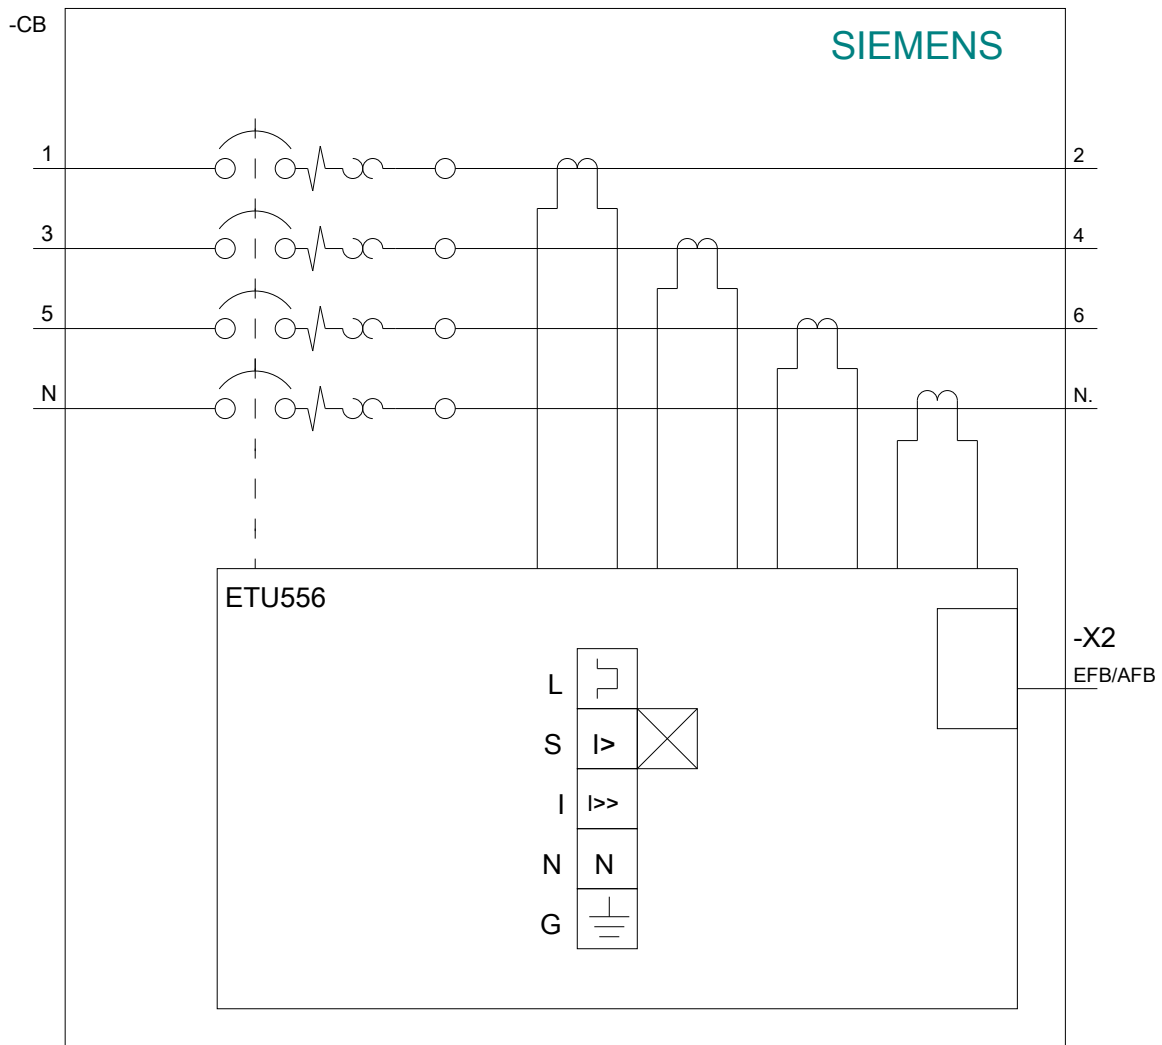 -CB
SIEMENS
1
2
3
4
5
6
N
N.
ETU556
-X2
EFB/AFB
L
S I>
I I>>
N N
G